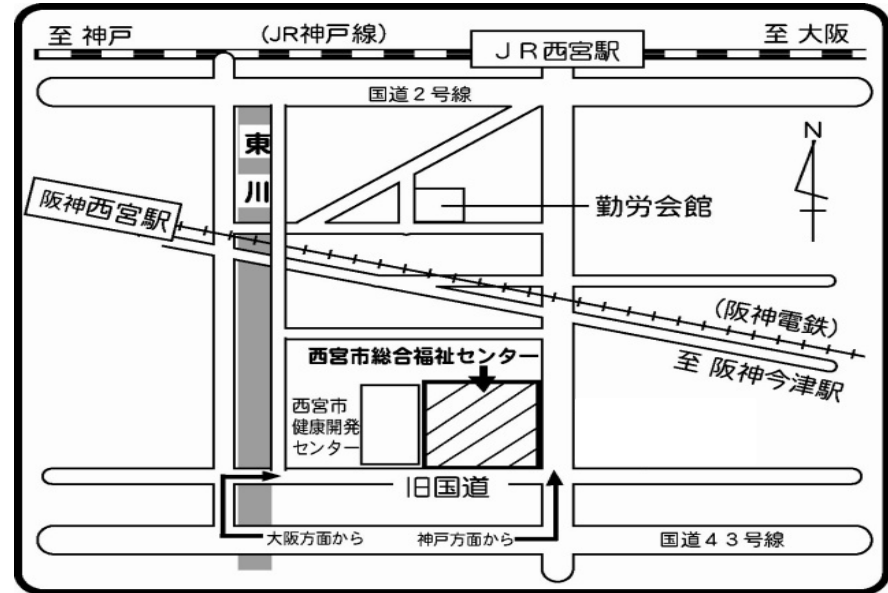 至 神戸
(JR神戸線)
JR西宮駅
至 大阪
国道2号線
東川
N
阪神西宮駅
勤労会館
(阪神電鉄)
至 阪神今津駅
西宮市総合福祉センター
西宮市
健康開発
センター
旧国道
大阪方面から
神戸方面から
国道43号線